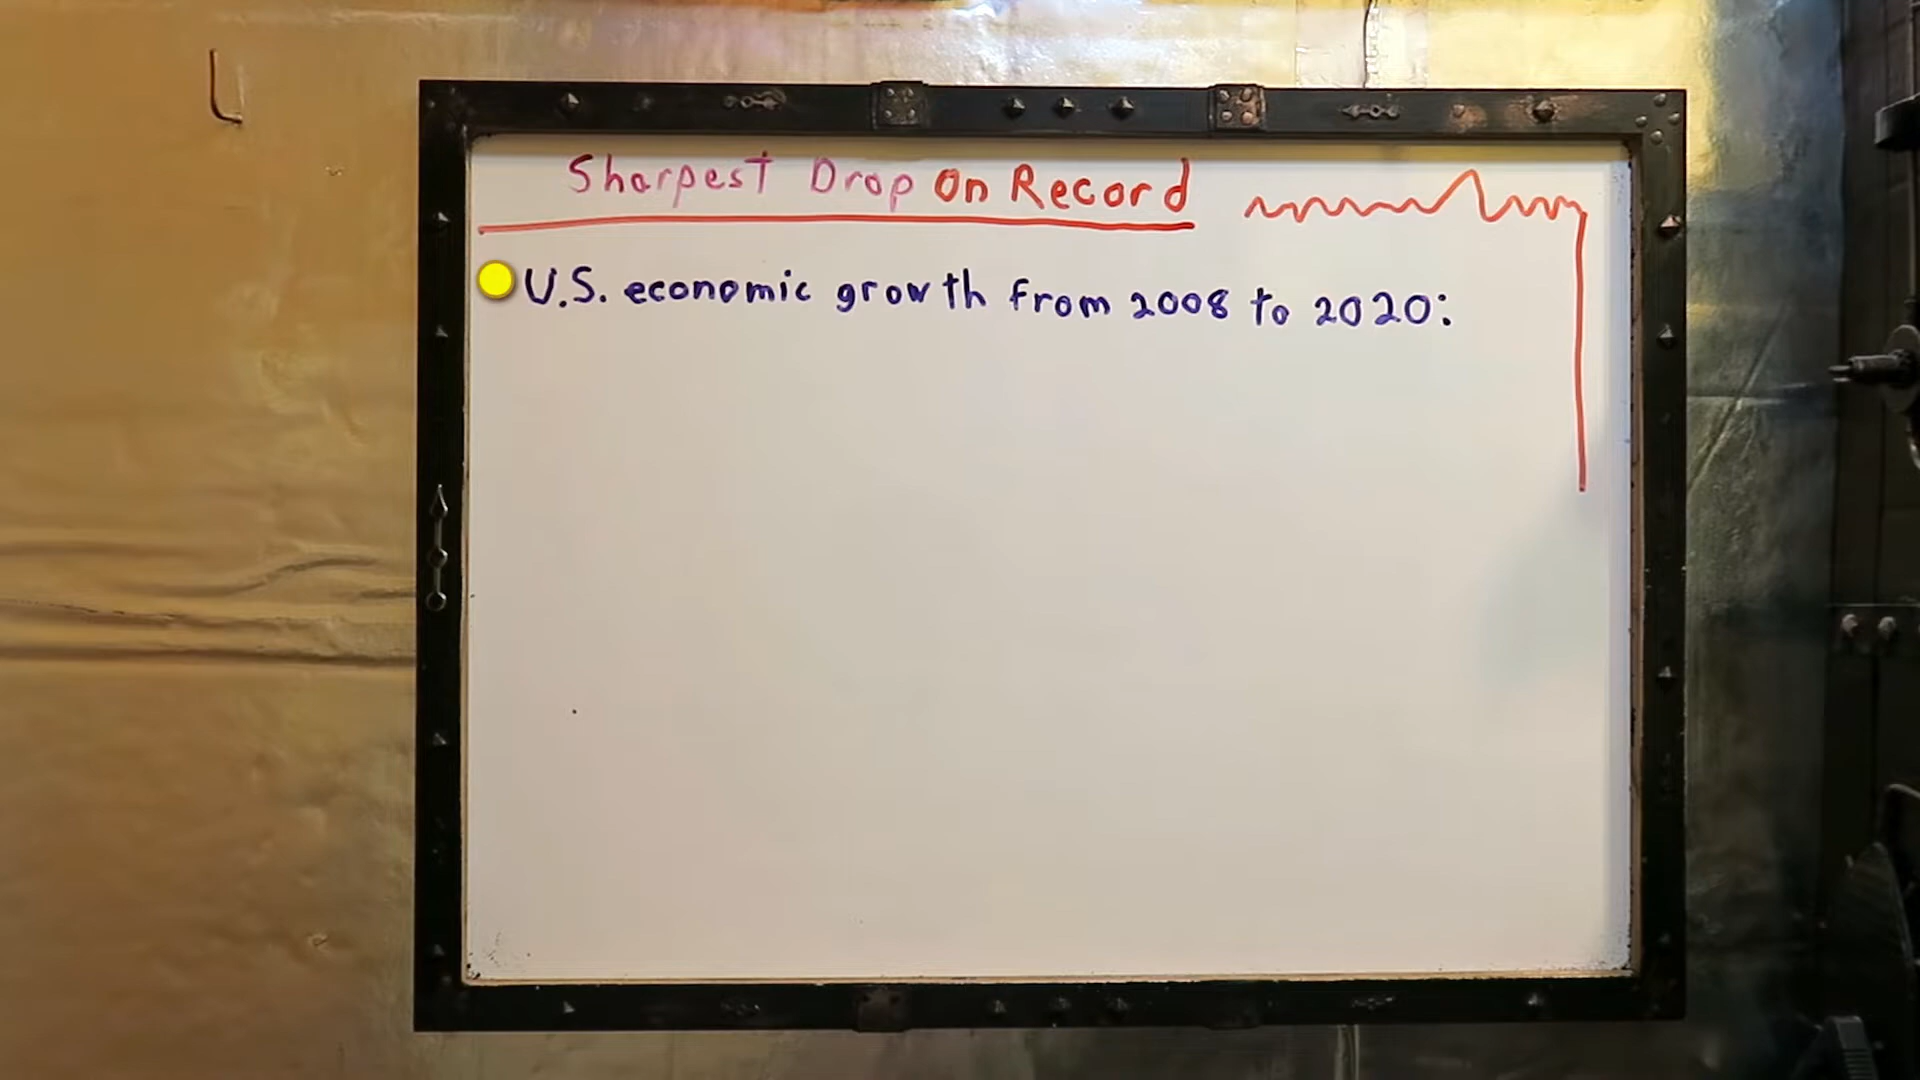 Sharpest Drop On Record
U.S. economic growth from 2008 to 2020: